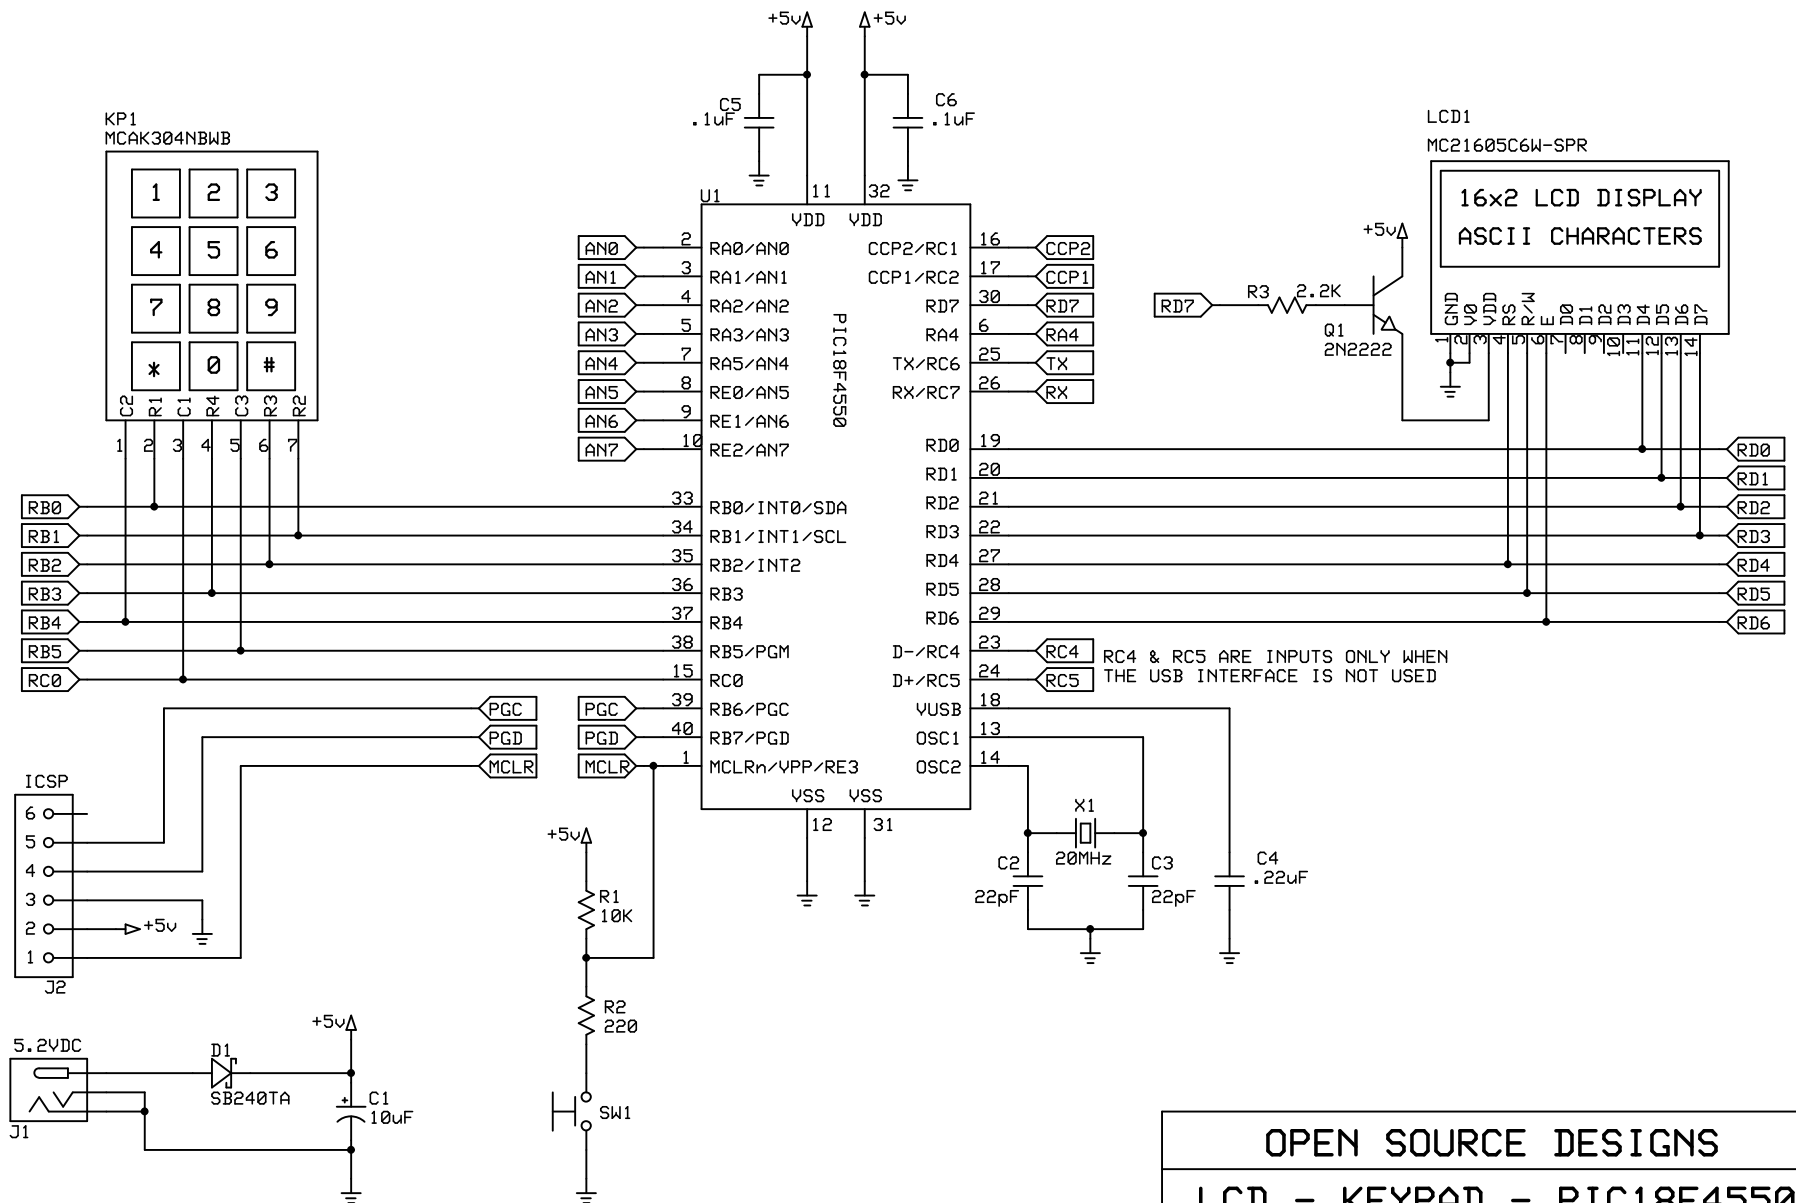 +5v
+5v
C5
.1uF
C6
.1uF
KP1
MCAK304NBWB
1 2 3
4 5 6
7 8 9
* 0 #
C2 R1 C1 R4 C3 R3 R2
1 2 3 4 5 6 7
RB0
RB1
RB2
RB3
RB4
RB5
RC0
U1
11 32
VDD VDD
PIC18F4550
AN0 2 RA0/AN0
AN1 3 RA1/AN1
AN2 4 RA2/AN2
AN3 5 RA3/AN3
AN4 7 RA5/AN4
AN5 8 RE0/AN5
AN6 9 RE1/AN6
AN7 10 RE2/AN7
33 RB0/INT0/SDA
34 RB1/INT1/SCL
35 RB2/INT2
36 RB3
37 RB4
38 RB5/PGM
15 RC0
PGC PGC 39 RB6/PGC
PGD PGD 40 RB7/PGD
MCLR MCLR 1 MCLRn/VPP/RE3
VSS VSS
12 31
CCP2/RC1 16 CCP2
CCP1/RC2 17 CCP1
RD7 30 RD7
RA4 6 RA4
TX/RC6 25 TX
RX/RC7 26 RX
RD0 19 RD0
RD1 20 RD1
RD2 21 RD2
RD3 22 RD3
RD4 27 RD4
RD5 28 RD5
RD6 29 RD6
D-/RC4 23 RC4
D+/RC5 24 RC5
RC4 & RC5 ARE INPUTS ONLY WHEN
THE USB INTERFACE IS NOT USED
VUSB 18
OSC1 13
OSC2 14
LCD1
MC21605C6W-SPR
16x2 LCD DISPLAY
ASCII CHARACTERS
GND V0 VDD RS R/W E D0 D1 D2 D3 D4 D5 D6 D7
1 2 3 4 5 6 7 8 9 10 11 12 13 14
+5v
RD7
R3 2.2K
Q1
2N2222
X1
20MHz
C2
22pF
C3
22pF
C4
.22uF
ICSP
6
5
4
3
2 +5v
1
J2
+5v
R1
10K
R2
220
SW1
5.2VDC
J1
D1
SB240TA
+5v
+
C1
10uF
OPEN SOURCE DESIGNS
LCD - KEYPAD - PIC18F4550